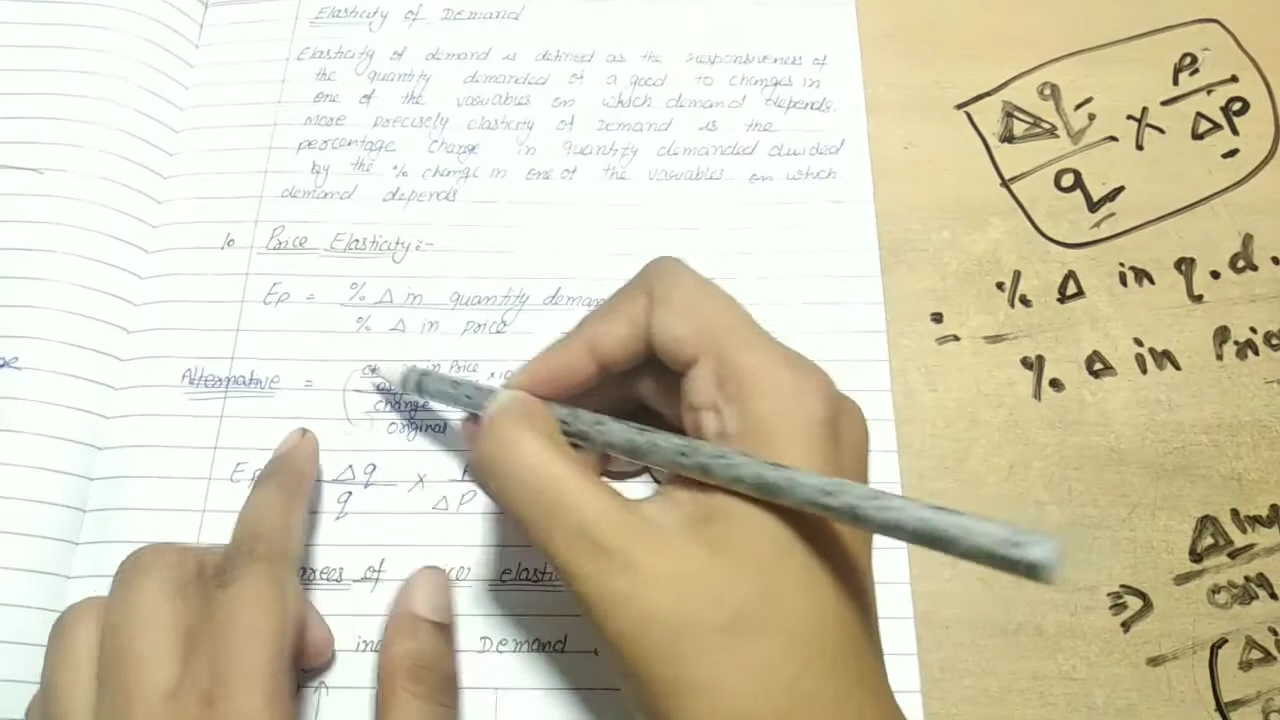 Elasticity of Demand
Elasticity of demand is defined as the responsiveness of
the quantity demanded of a good to changes in
one of the variables on which demand depends.
More precisely elasticity of Demand is the
percentage change in quantity demanded divided
by the % change in one of the variables on which
demand depends
1. Price Elasticity:-
Ep = % Δ in quantity
% Δ in price
Alternative = in Price
change
original
Δq × 
q ΔP
of
Demand
Δq × P
q ΔP
= % Δ in q.d.
% Δ in
⇒ Δ